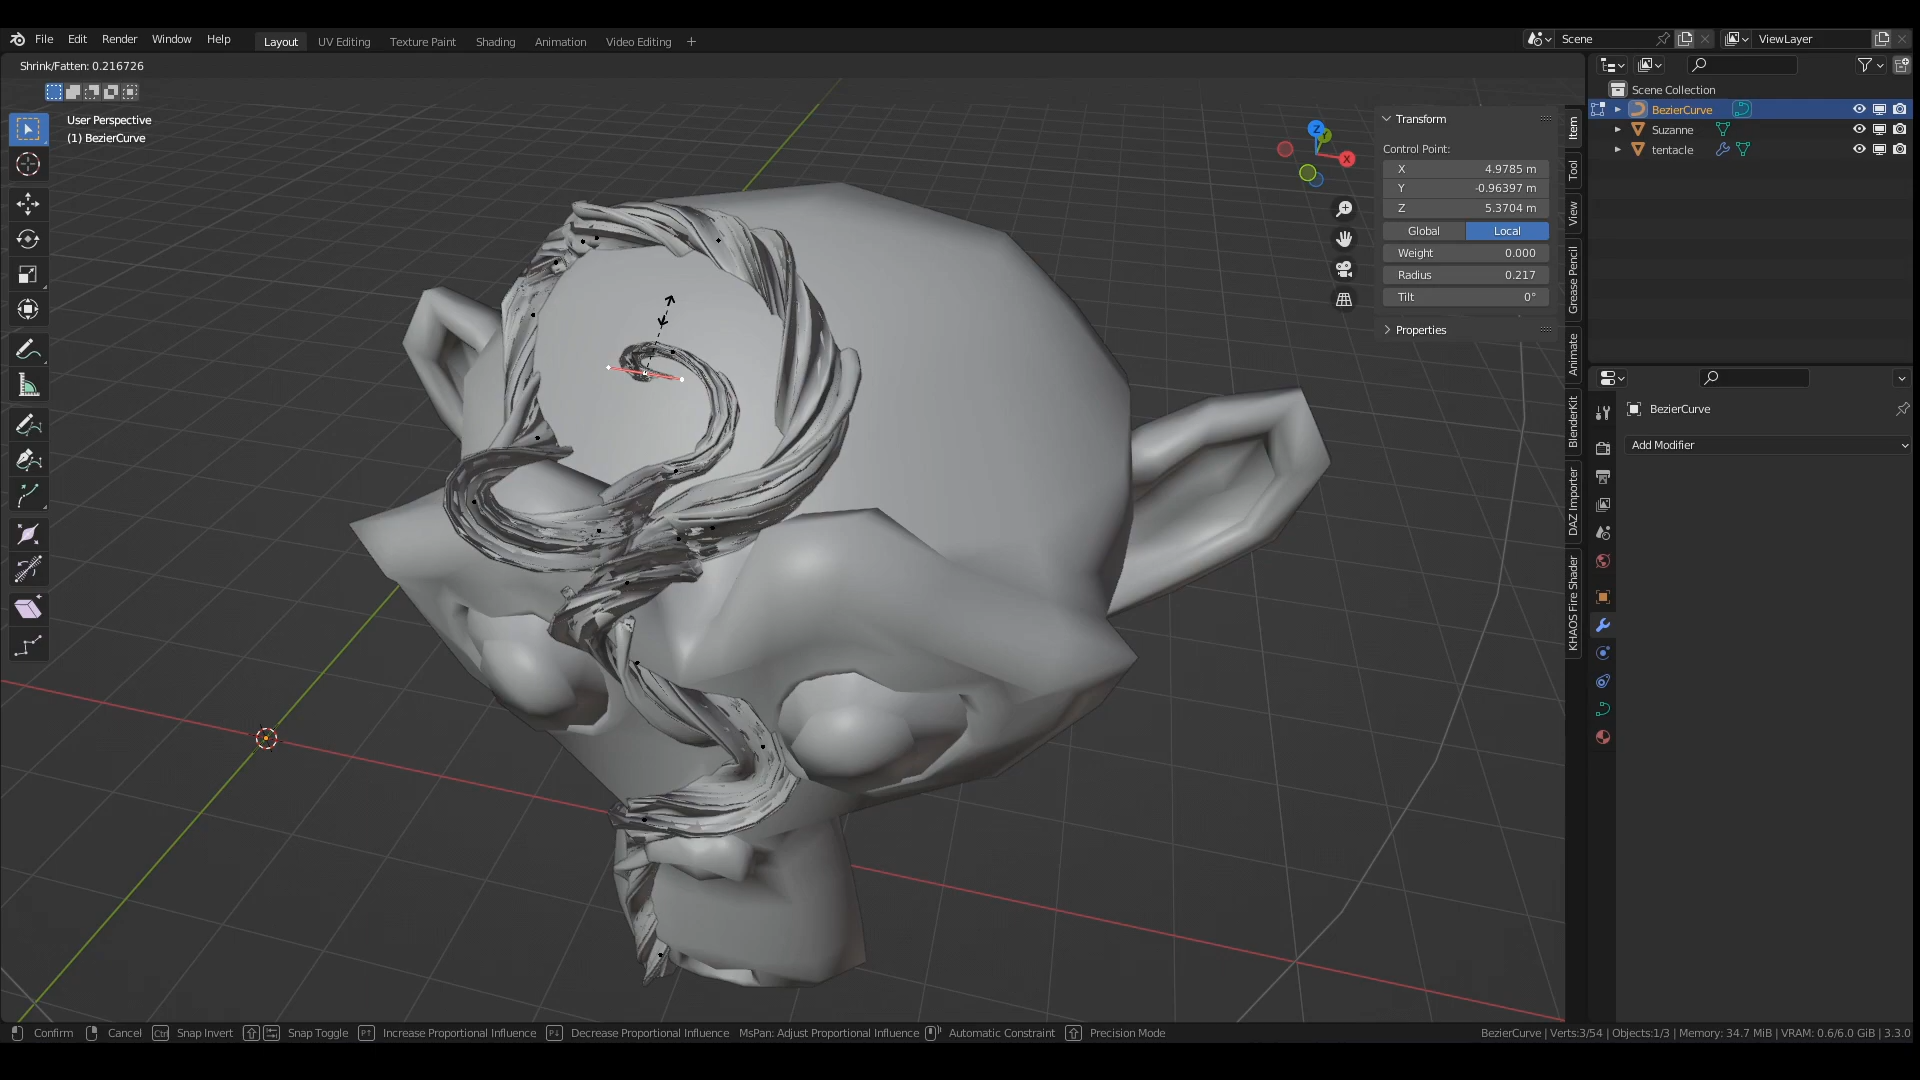 File Edit Render Window Help Layout UV Editing Texture Paint Shading Animation Video Editing + Scene ViewLayer
Shrink/Fatten: 0.216726
User Perspective
(1) BezierCurve
Z
Y
X
Transform
Control Point:
X 4.9785 m
Y -0.96397 m
Z 5.3704 m
Global Local
Weight 0.000
Radius 0.217
Tilt 0°
Properties
Item
Tool
View
Grease Pencil
Animate
BlenderKit
DAZ Importer
KHAOS Fire Shader
Scene Collection
BezierCurve
Suzanne
tentacle
BezierCurve
Add Modifier
Confirm Cancel Ctrl Snap Invert Snap Toggle P↑ Increase Proportional Influence P↓ Decrease Proportional Influence MsPan: Adjust Proportional Influence Automatic Constraint Precision Mode BezierCurve | Verts:3/54 | Objects:1/3 | Memory: 34.7 MiB | VRAM: 0.6/6.0 GiB | 3.3.0